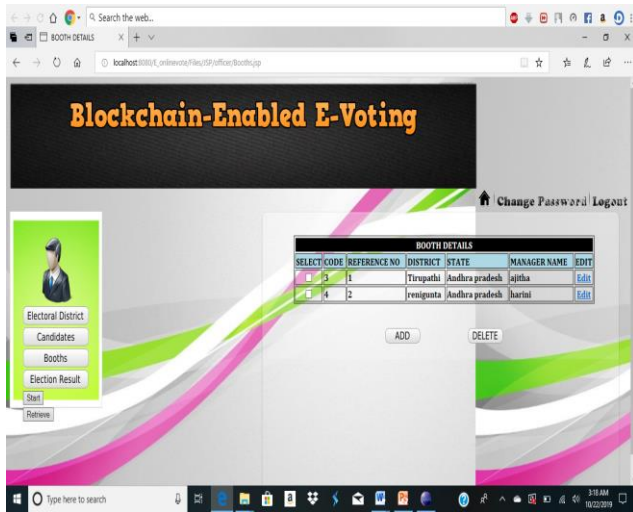 Search the web...
BOOTH DETAILS
localhost:8080/E_onlinevote/Files/JSP/officer/Booths.jsp
Blockchain-Enabled E-Voting
Change Password Logout
BOOTH DETAILS
SELECT CODE REFERENCE NO DISTRICT STATE MANAGER NAME EDIT
3 1 Tirupathi Andhra pradesh ajitha Edit
4 2 renigunta Andhra pradesh harini Edit
ADD DELETE
Electoral District
Candidates
Booths
Election Result
Start
Retrieve
Type here to search
3:18 AM
10/22/2019